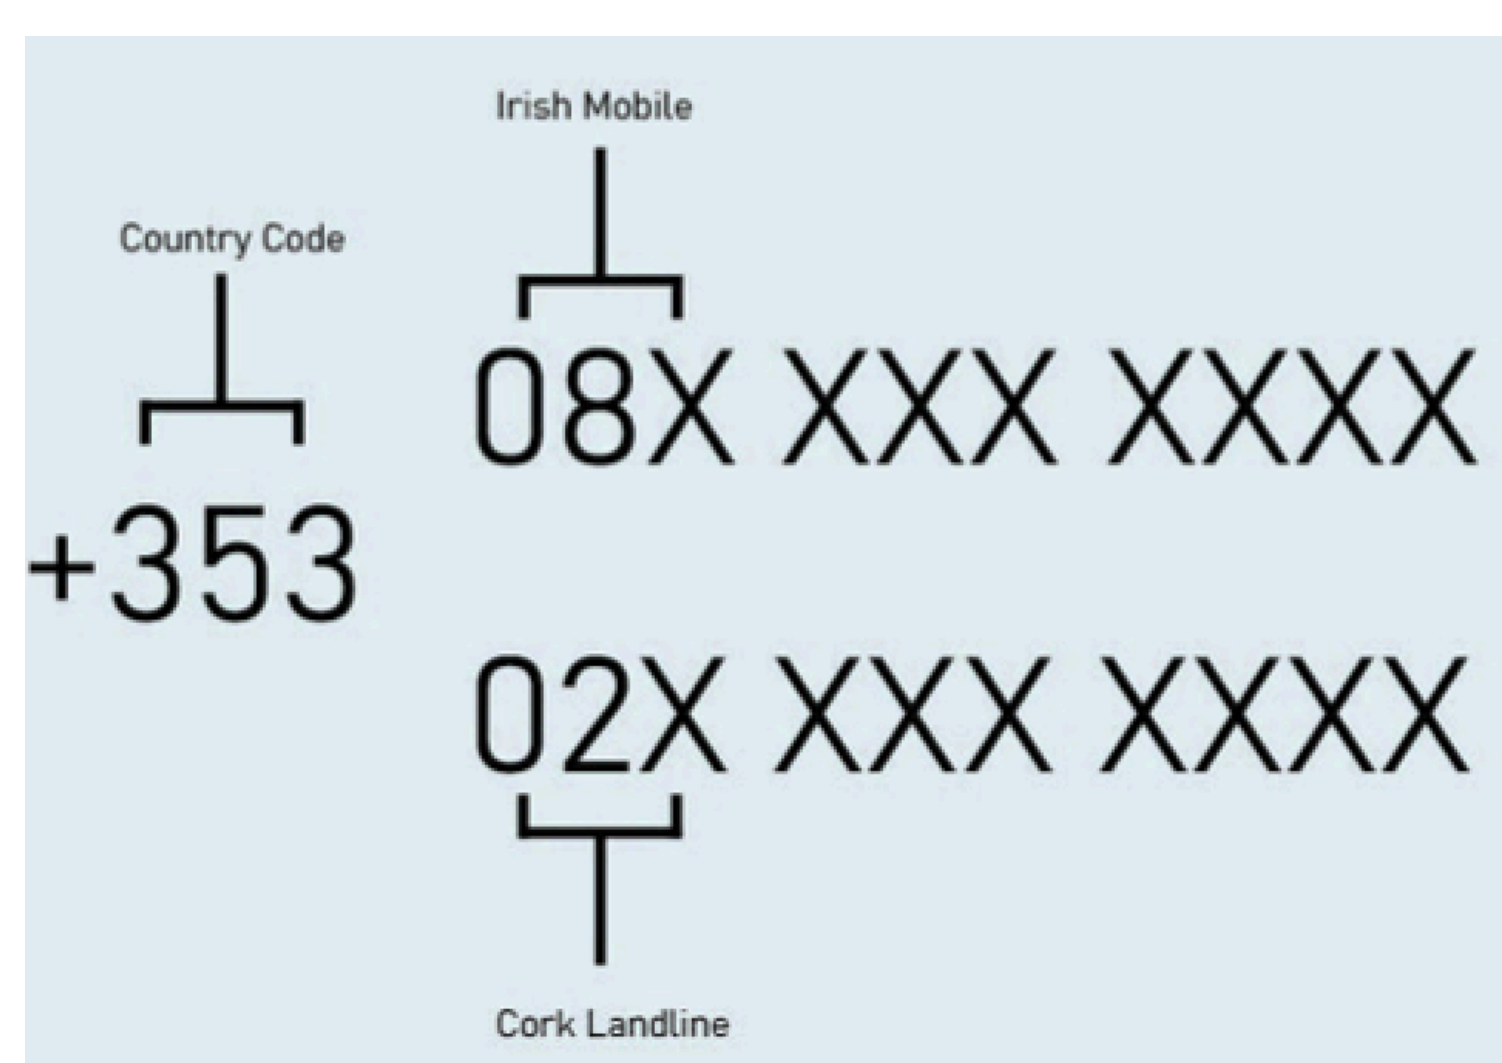 Irish Mobile
Country Code
08X XXX XXXX
+353
02X XXX XXXX
Cork Landline